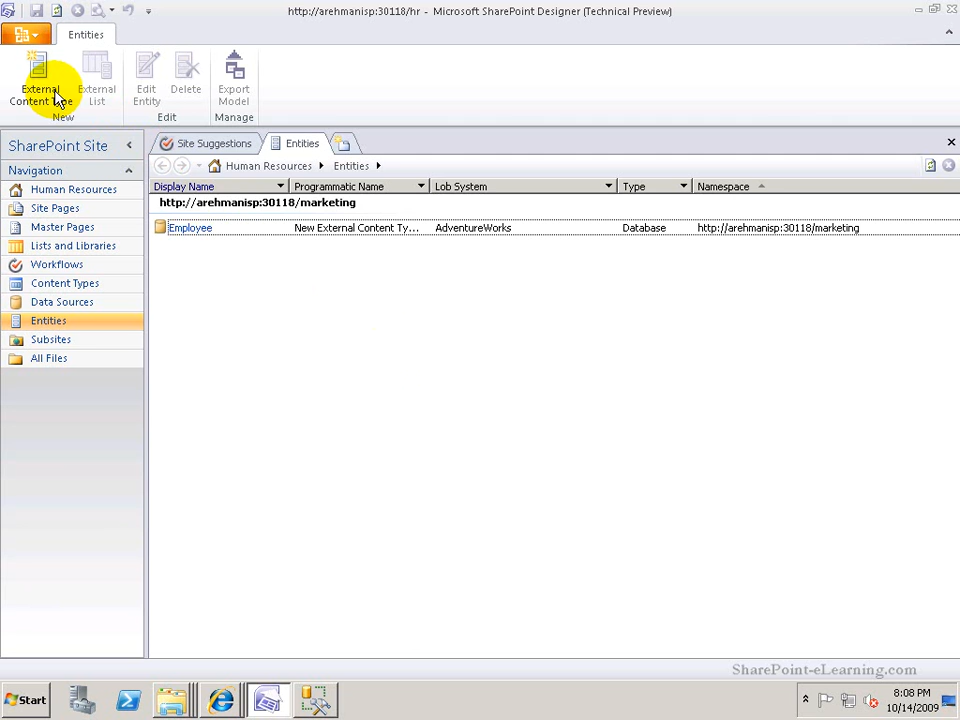 http://arehmanisp:30118/hr - Microsoft SharePoint Designer (Technical Preview)
Entities
External Content Type
External List
Edit Entity
Delete
Export Model
New
Edit
Manage
SharePoint Site
Site Suggestions
Entities
Navigation
Human Resources
Entities
Display Name
Programmatic Name
Lob System
Type
Namespace
Human Resources
http://arehmanisp:30118/marketing
Site Pages
Employee
New External Content Ty...
AdventureWorks
Database
http://arehmanisp:30118/marketing
Master Pages
Lists and Libraries
Workflows
Content Types
Data Sources
Entities
Subsites
All Files
SharePoint-eLearning.com
Start
8:08 PM
10/14/2009